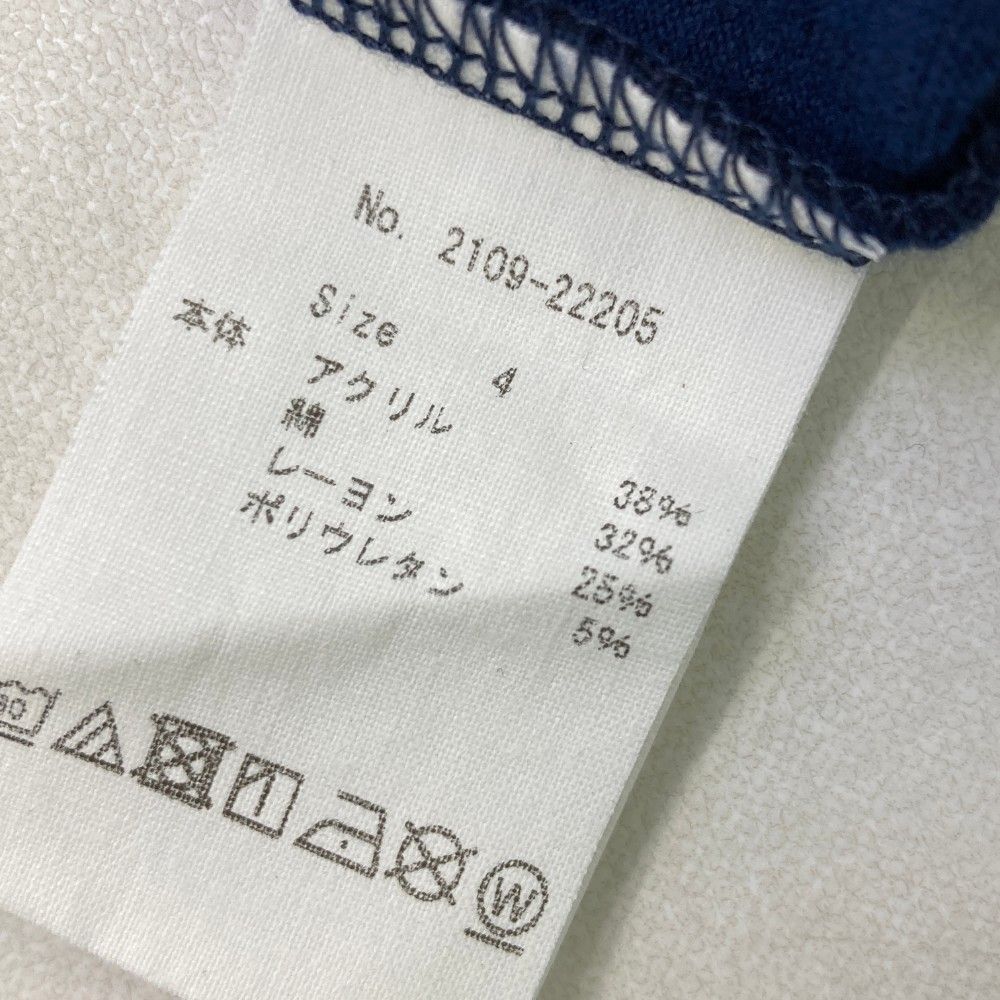 No. 2109-22205
Size 4
本体 アクリル 38%
綿 32%
レーヨン 25%
ポリウレタン 5%
W